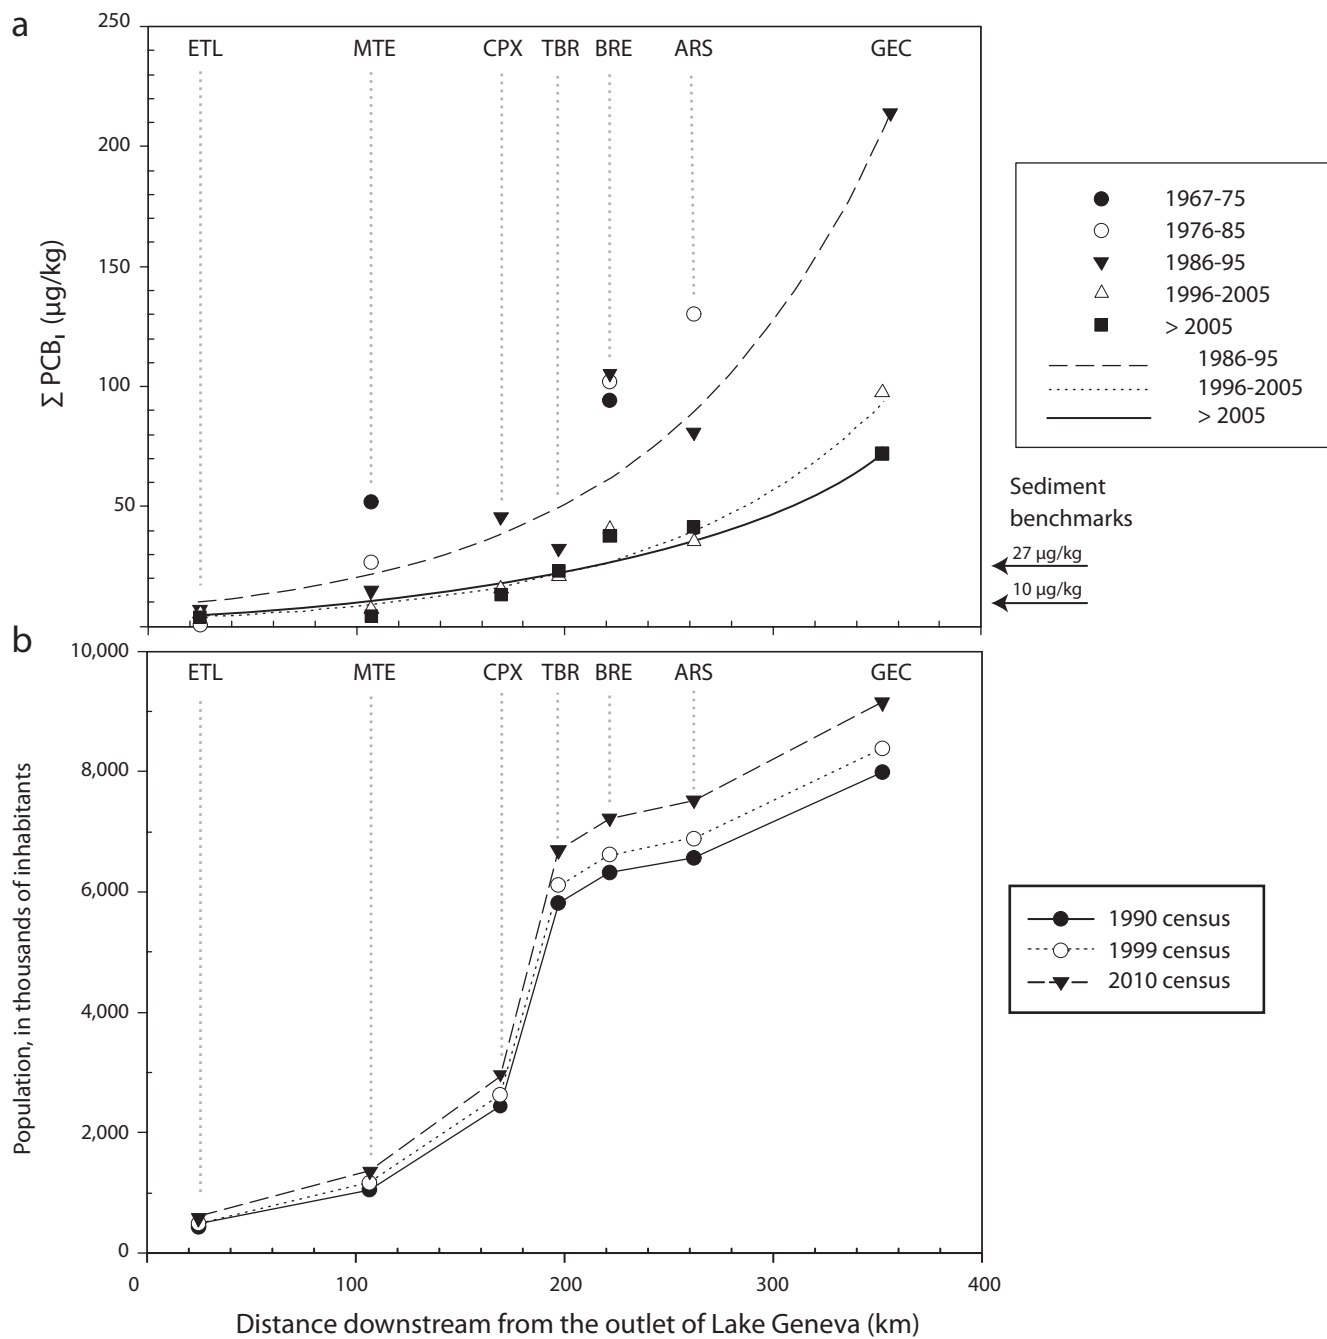 a
250
200
150
100
50
Σ PCBI (µg/kg)
ETL MTE CPX TBR BRE ARS GEC
1967-75
1976-85
1986-95
1996-2005
> 2005
1986-95
1996-2005
> 2005
Sediment
benchmarks
27 µg/kg
10 µg/kg
b
10,000
8,000
6,000
4,000
2,000
0
Population, in thousands of inhabitants
ETL MTE CPX TBR BRE ARS GEC
1990 census
1999 census
2010 census
0 100 200 300 400
Distance downstream from the outlet of Lake Geneva (km)